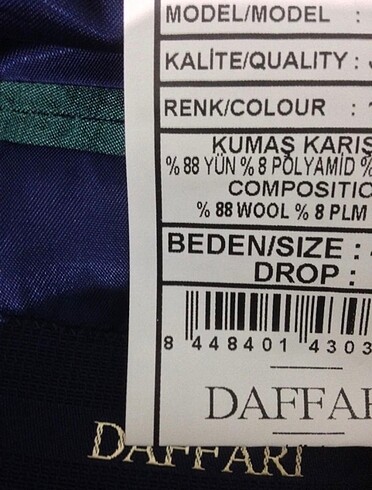 MODEL/MODEL :
KALİTE/QUALITY :
RENK/COLOUR :
KUMAŞ KARIŞ
% 88 YÜN % 8 POLYAMİD %
COMPOSITIO
% 88 WOOL % 8 PLM
BEDEN/SIZE :
DROP :
8 448401 4303
DAFFAR
DAFFARI